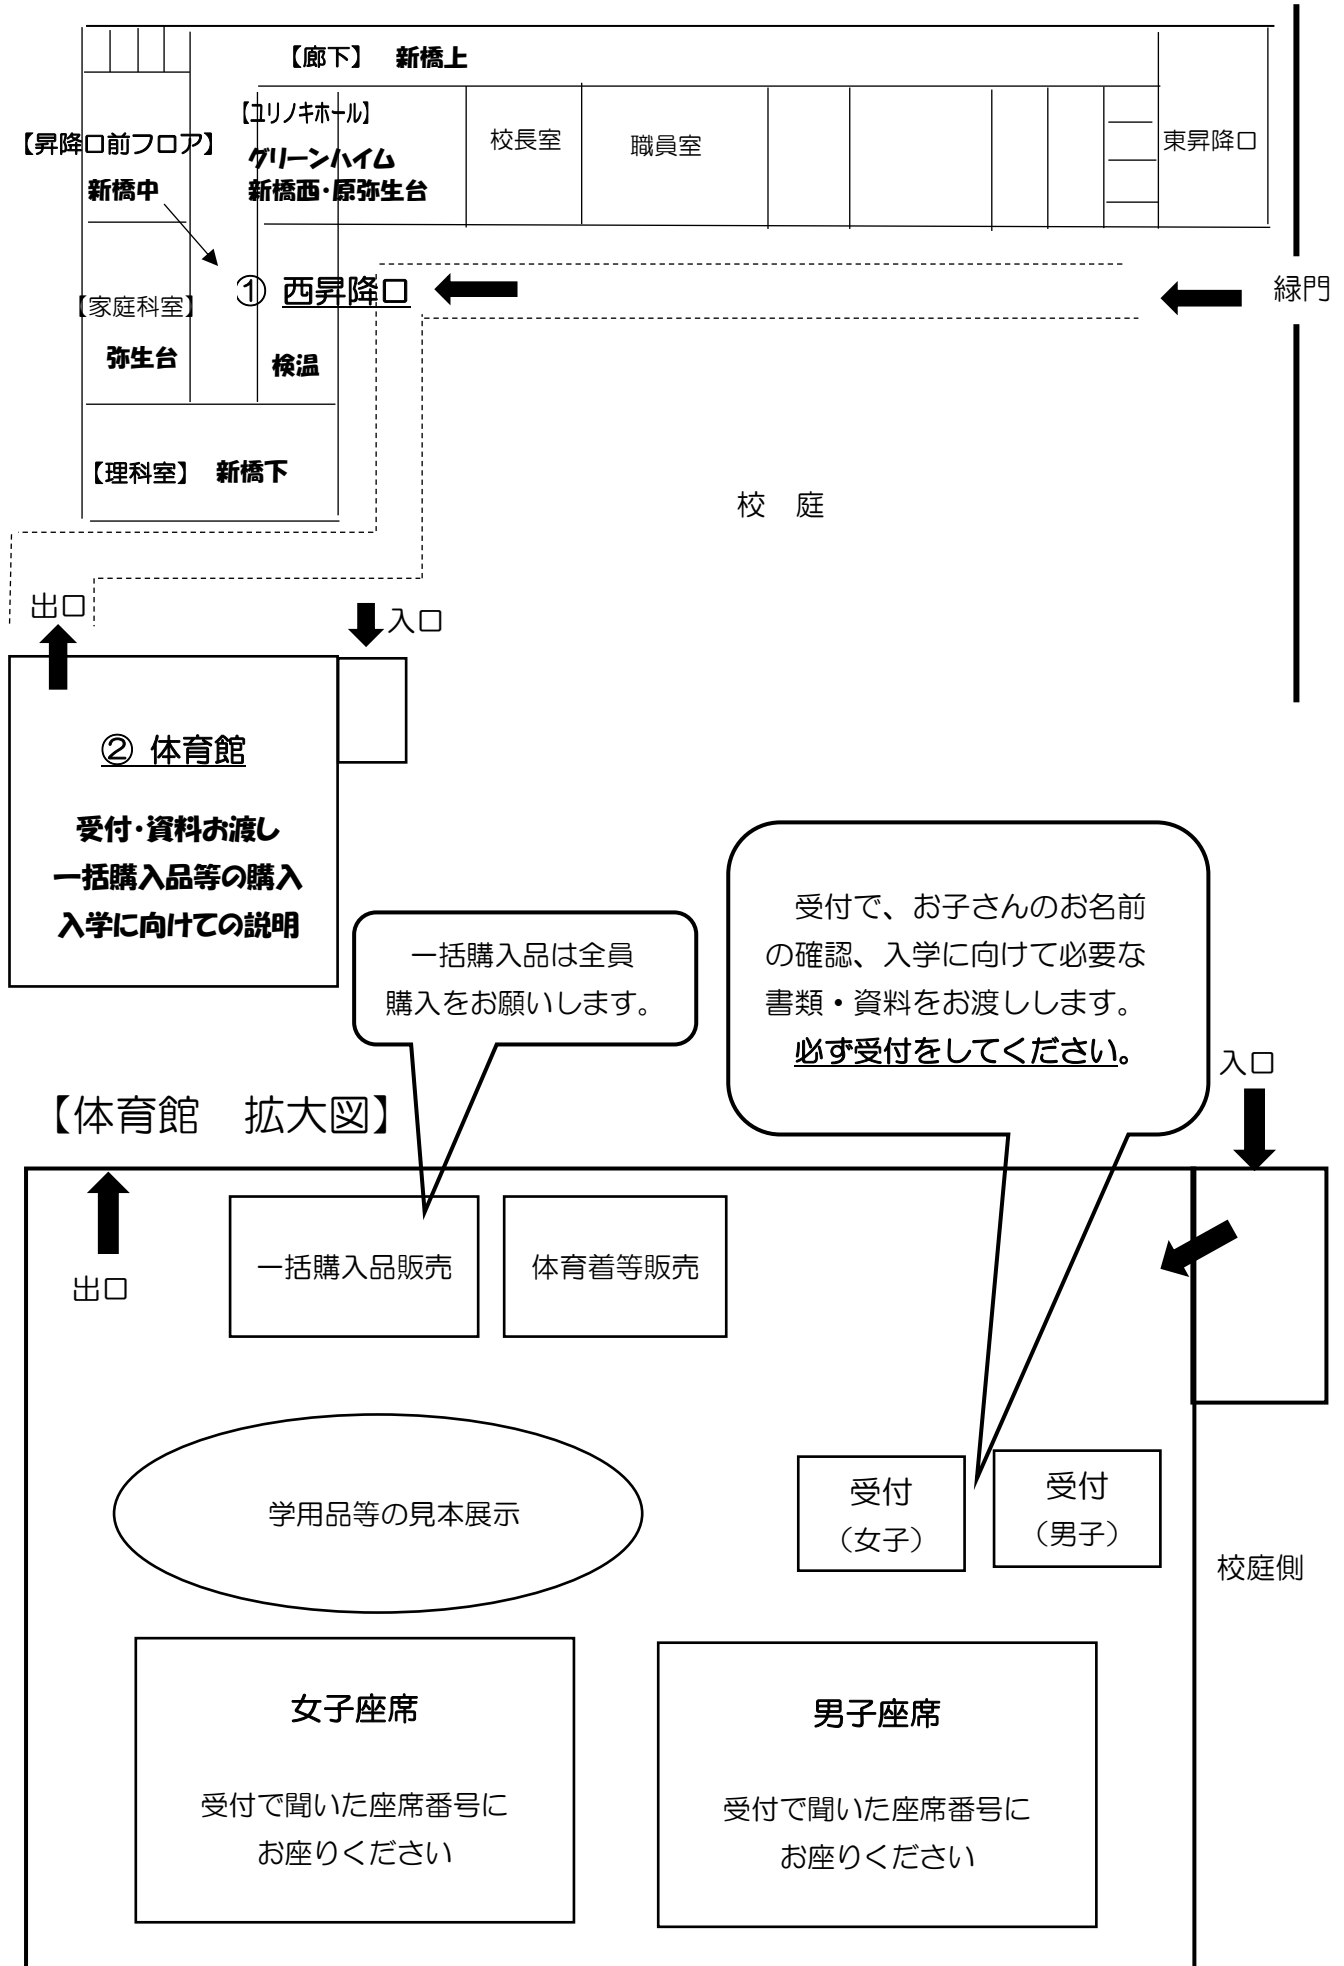 【廊下】 新橋上
【ユリノキホール】
【昇降口前フロア】
グリーンハイム
新橋西・原弥生台
校長室
職員室
東昇降口
新橋中
① 西昇降口
緑門
【家庭科室】
弥生台
検温
【理科室】 新橋下
校 庭
出口
入口
② 体育館
受付・資料お渡し
一括購入品等の購入
入学に向けての説明
一括購入品は全員
購入をお願いします。
受付で、お子さんのお名前
の確認、入学に向けて必要な
書類・資料をお渡しします。
必ず受付をしてください。
入口
【体育館 拡大図】
出口
一括購入品販売
体育着等販売
学用品等の見本展示
受付
（女子）
受付
（男子）
校庭側
女子座席
受付で聞いた座席番号に
お座りください
男子座席
受付で聞いた座席番号に
お座りください